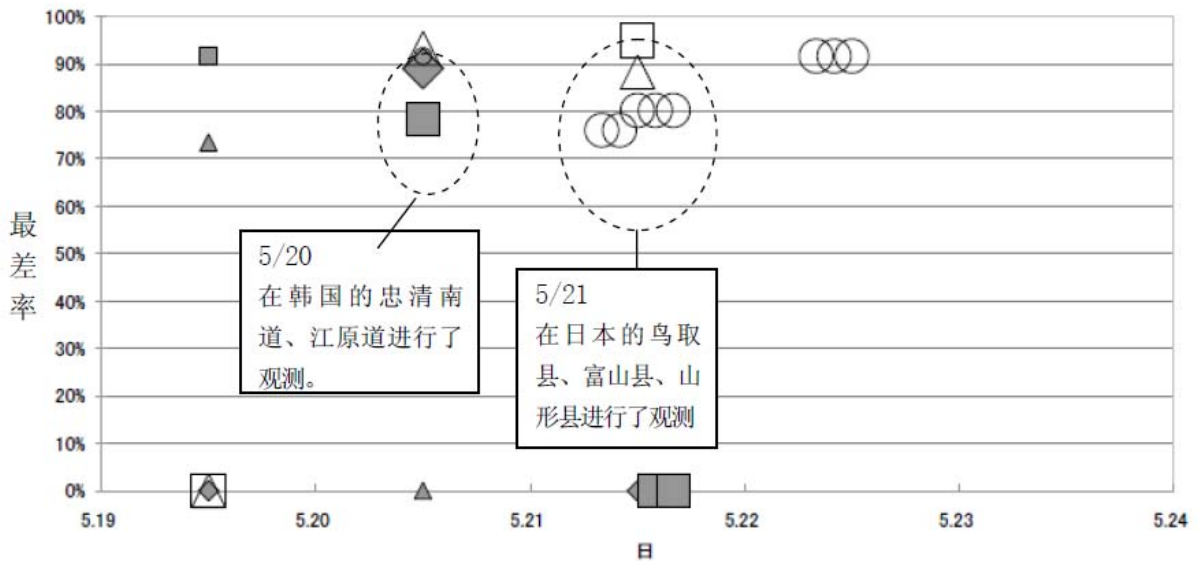 100%
90%
80%
70%
60%
50%
40%
30%
20%
10%
0%
最差率
5/20
在韩国的忠清南
道、江原道进行了
观测。
5/21
在日本的鸟取
县、富山县、山
形县进行了观测
5.19
5.20
5.21
5.22
5.23
5.24
日